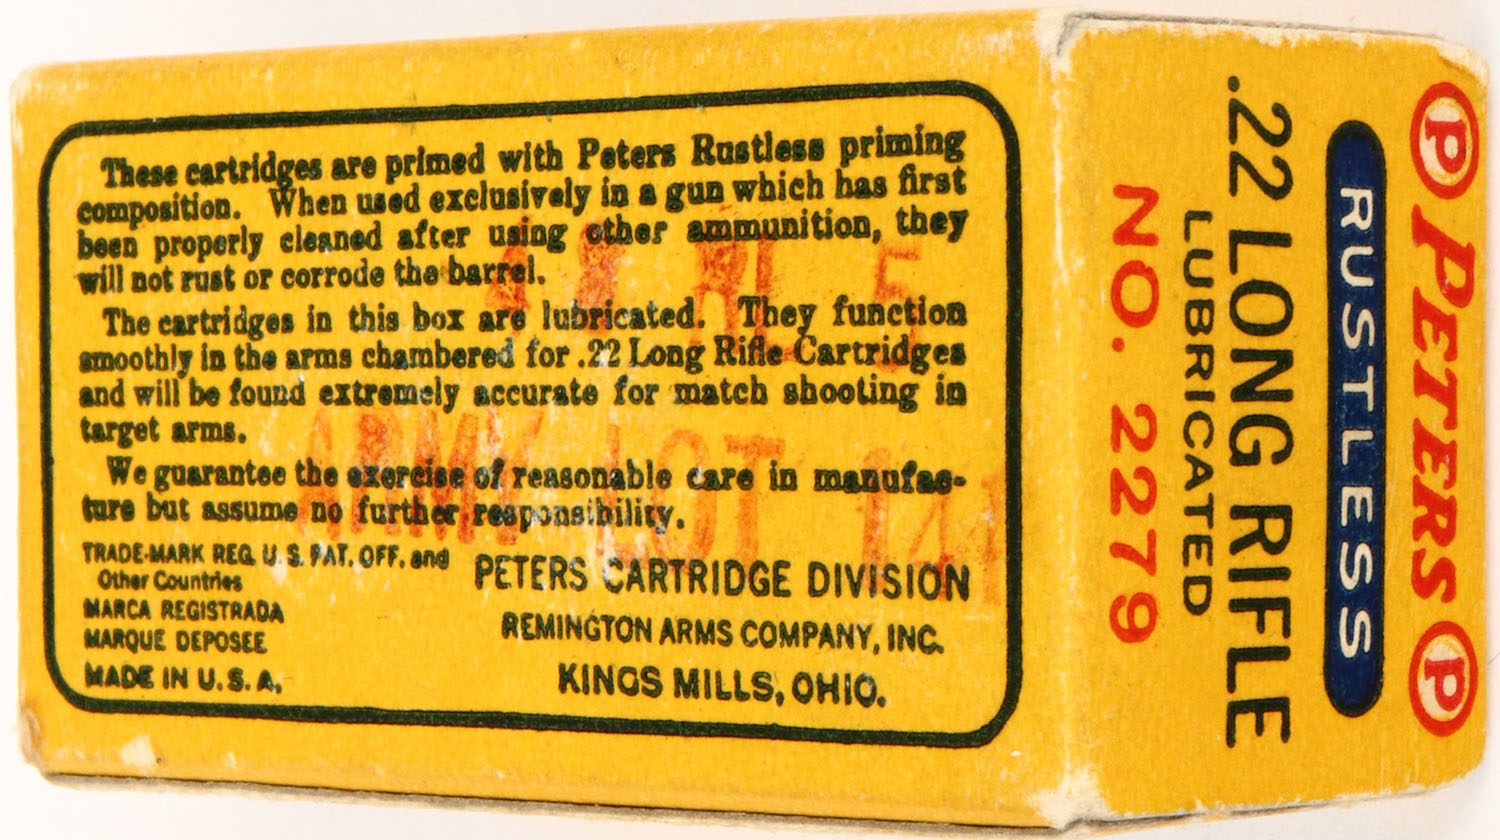 These cartridges are primed with Peters Rustless priming
composition. When used exclusively in a gun which has first
been properly cleaned after using other ammunition, they
will not rust or corrode the barrel.
The cartridges in this box are lubricated. They function
smoothly in the arms chambered for .22 Long Rifle Cartridges
and will be found extremely accurate for match shooting in
target arms.
We guarantee the exercise of reasonable care in manufac-
ture but assume no further responsibility.
TRADE-MARK REG. U. S. PAT. OFF. and
Other Countries
MARCA REGISTRADA
MARQUE DEPOSEE
MADE IN U. S. A.
PETERS CARTRIDGE DIVISION
REMINGTON ARMS COMPANY, INC.
KINGS MILLS, OHIO.
RL 5
ARMY LOT 141
P PETERS P
RUSTLESS
.22 LONG RIFLE
LUBRICATED
NO. 2279